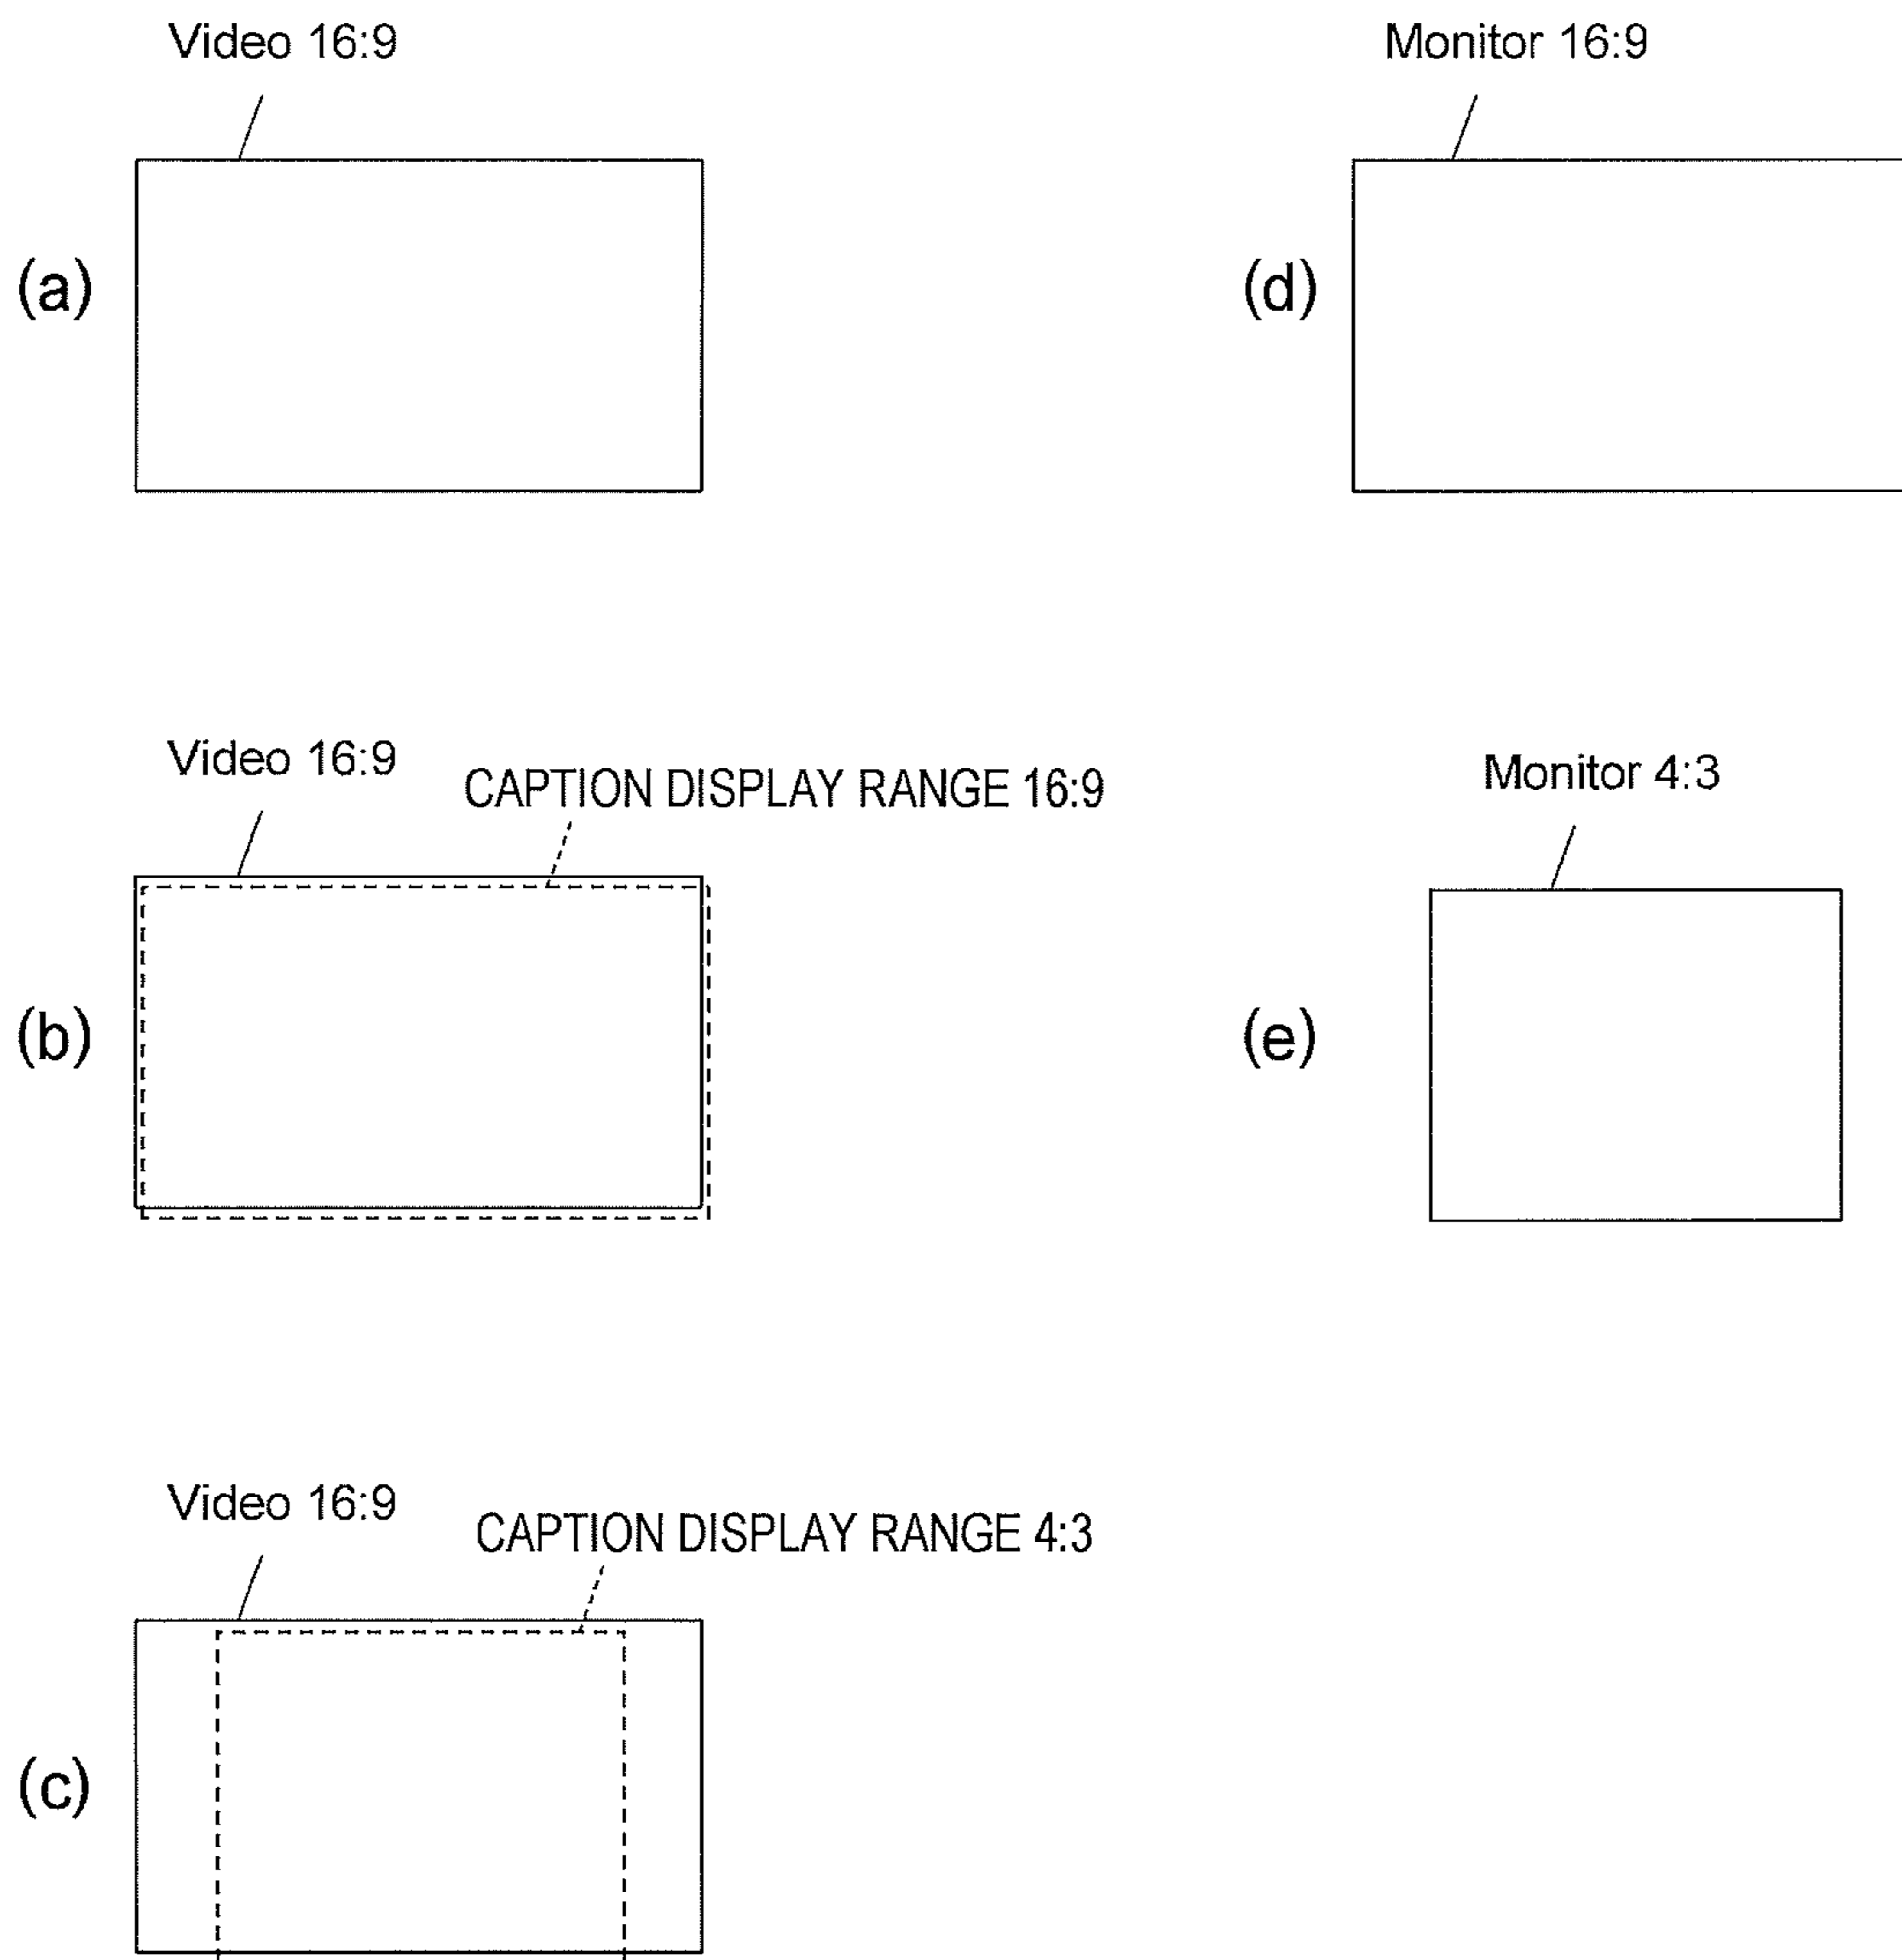 Video 16:9
Monitor 16:9
(a)
(d)
Video 16:9
CAPTION DISPLAY RANGE 16:9
Monitor 4:3
(b)
(e)
Video 16:9
CAPTION DISPLAY RANGE 4:3
(c)